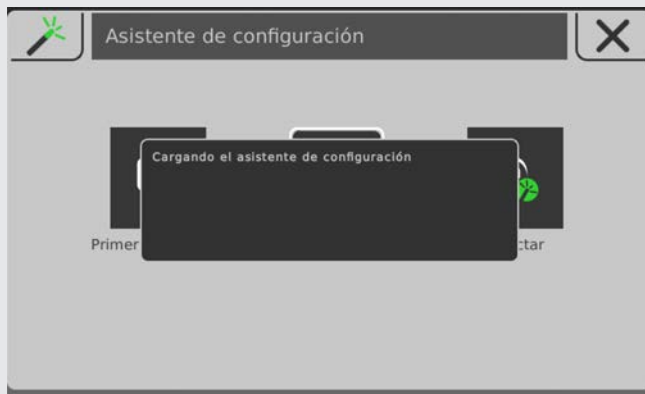 Asistente de configuración
Cargando el asistente de configuración
Primer
ctar